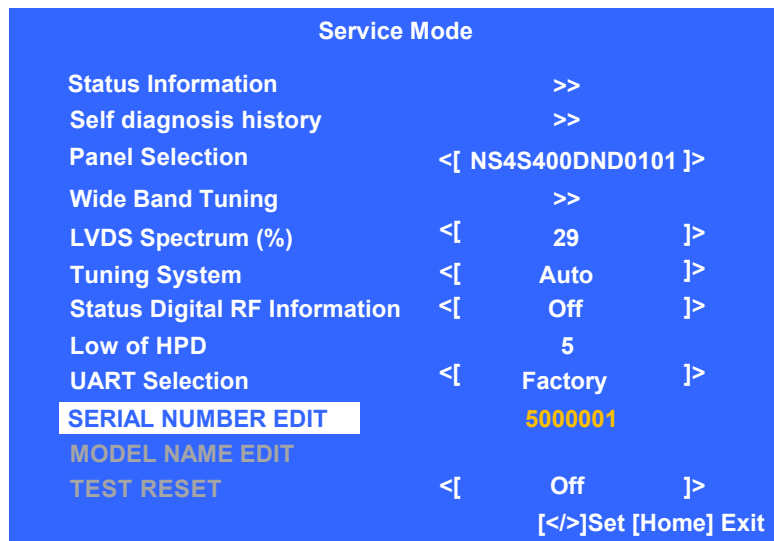 Service Mode
Status Information >>
Self diagnosis history >>
Panel Selection <[ NS4S400DND0101 ]>
Wide Band Tuning >>
LVDS Spectrum (%) <[ 29 ]>
Tuning System <[ Auto ]>
Status Digital RF Information <[ Off ]>
Low of HPD 5
UART Selection <[ Factory ]>
SERIAL NUMBER EDIT 5000001
MODEL NAME EDIT
TEST RESET <[ Off ]>
[</>]Set [Home] Exit